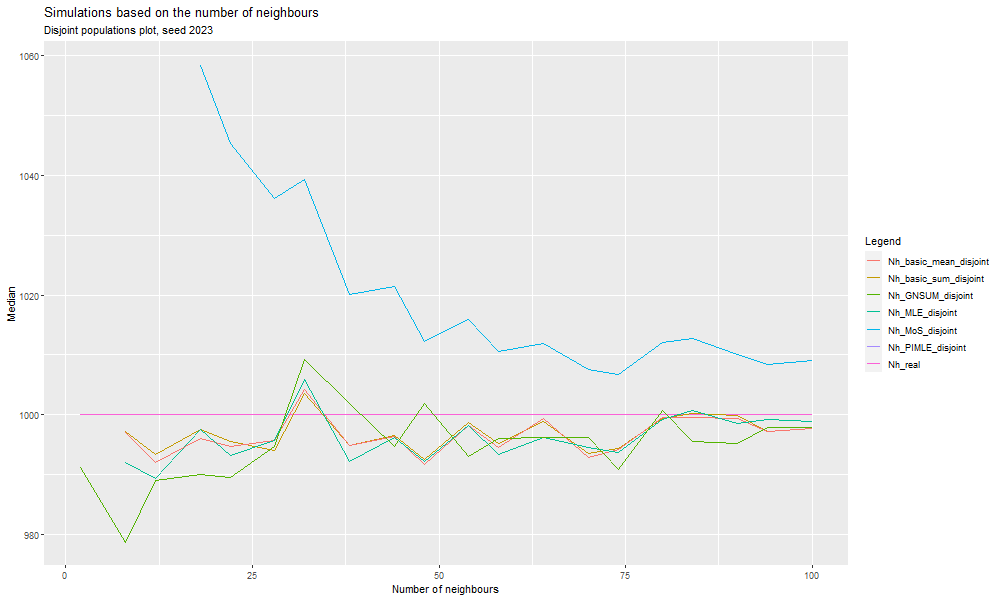 Simulations based on the number of neighbours
Disjoint populations plot, seed 2023
1060
1040
1020
1000
980
Median
0
25
50
75
100
Number of neighbours
Legend
Nh_basic_mean_disjoint
Nh_basic_sum_disjoint
Nh_GNSUM_disjoint
Nh_MLE_disjoint
Nh_MoS_disjoint
Nh_PIMLE_disjoint
Nh_real